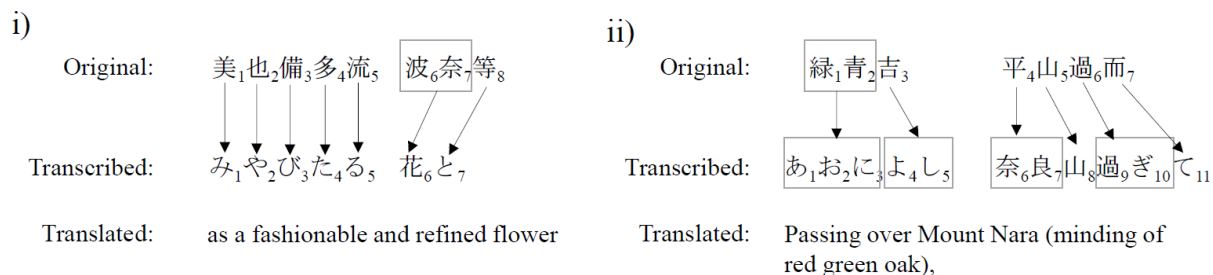 i)
Original: 美1也2備3多4流5 波6奈7等8
Transcribed: み1や2び3た4る5 花6と7
Translated: as a fashionable and refined flower
ii)
Original: 緑1青2吉3 平4山5過6而7
Transcribed: あ1お2に3よ4し5 奈6良7山8過9ぎ10て11
Translated: Passing over Mount Nara (minding of
red green oak),